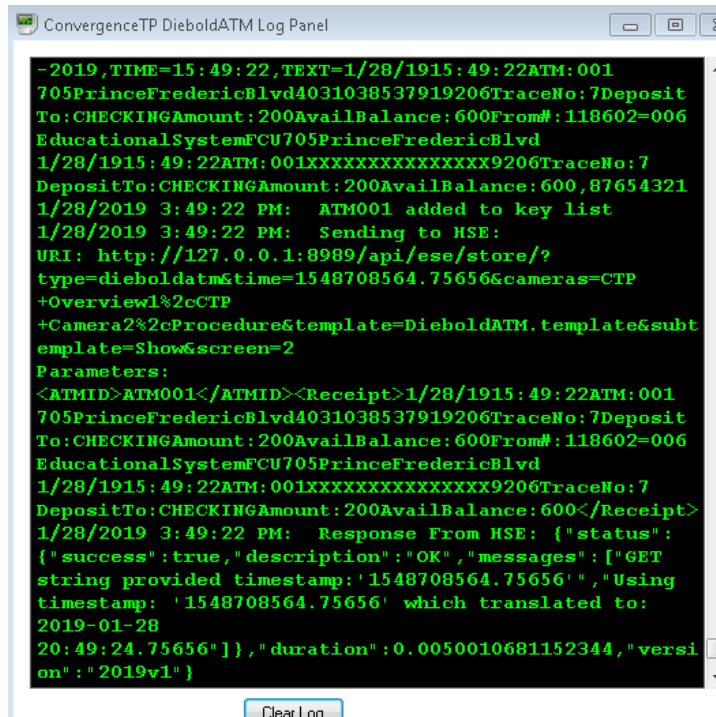 ConvergenceTP DieboldATM Log Panel
-2019,TIME=15:49:22,TEXT=1/28/1915:49:22ATM:001
705PrinceFredericBlvd4031038537919206TraceNo:7Deposit
To:CHECKINGAmount:200AvailBalance:600From#:118602=006
EducationalSystemFCU705PrinceFredericBlvd
1/28/1915:49:22ATM:001XXXXXXXXXXXXXXX9206TraceNo:7
DepositTo:CHECKINGAmount:200AvailBalance:600,87654321
1/28/2019 3:49:22 PM:  ATM001 added to key list
1/28/2019 3:49:22 PM:  Sending to HSE:
URI: http://127.0.0.1:8989/api/ese/store/?
type=dieboldatm&time=1548708564.75656&cameras=CTP
+Overview1%2cCTP
+Camera2%2cProcedure&template=DieboldATM.template&subt
emplate=Show&screen=2
Parameters:
<ATMID>ATM001</ATMID><Receipt>1/28/1915:49:22ATM:001
705PrinceFredericBlvd4031038537919206TraceNo:7Deposit
To:CHECKINGAmount:200AvailBalance:600From#:118602=006
EducationalSystemFCU705PrinceFredericBlvd
1/28/1915:49:22ATM:001XXXXXXXXXXXXXXX9206TraceNo:7
DepositTo:CHECKINGAmount:200AvailBalance:600</Receipt>
1/28/2019 3:49:22 PM:  Response From HSE: {"status":
{"success":true,"description":"OK","messages":["GET
string provided timestamp:'1548708564.75656'","Using
timestamp: '1548708564.75656' which translated to:
2019-01-28
20:49:24.75656"]},"duration":0.0050010681152344,"versi
on":"2019v1"}
Clear Log